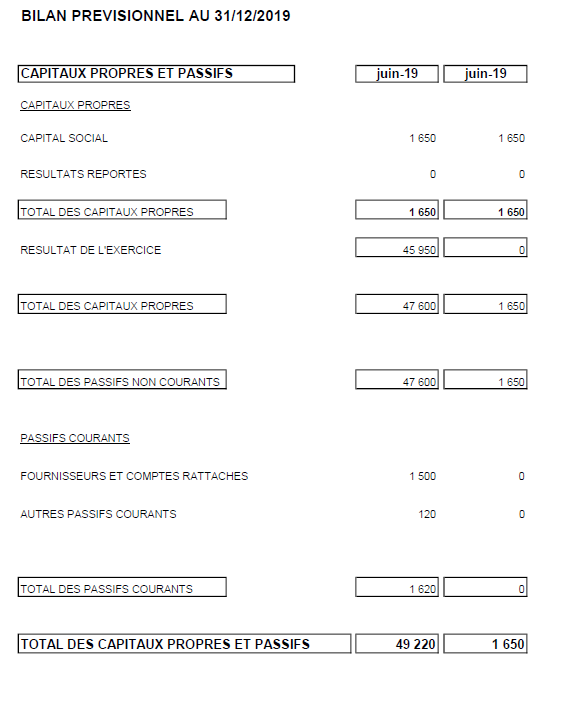 BILAN PREVISIONNEL AU 31/12/2019
CAPITAUX PROPRES ET PASSIFS juin-19 juin-19
CAPITAUX PROPRES
CAPITAL SOCIAL 1 650 1 650
RESULTATS REPORTES 0 0
TOTAL DES CAPITAUX PROPRES 1 650 1 650
RESULTAT DE L'EXERCICE 45 950 0
TOTAL DES CAPITAUX PROPRES 47 600 1 650
TOTAL DES PASSIFS NON COURANTS 47 600 1 650
PASSIFS COURANTS
FOURNISSEURS ET COMPTES RATTACHES 1 500 0
AUTRES PASSIFS COURANTS 120 0
TOTAL DES PASSIFS COURANTS 1 620 0
TOTAL DES CAPITAUX PROPRES ET PASSIFS 49 220 1 650